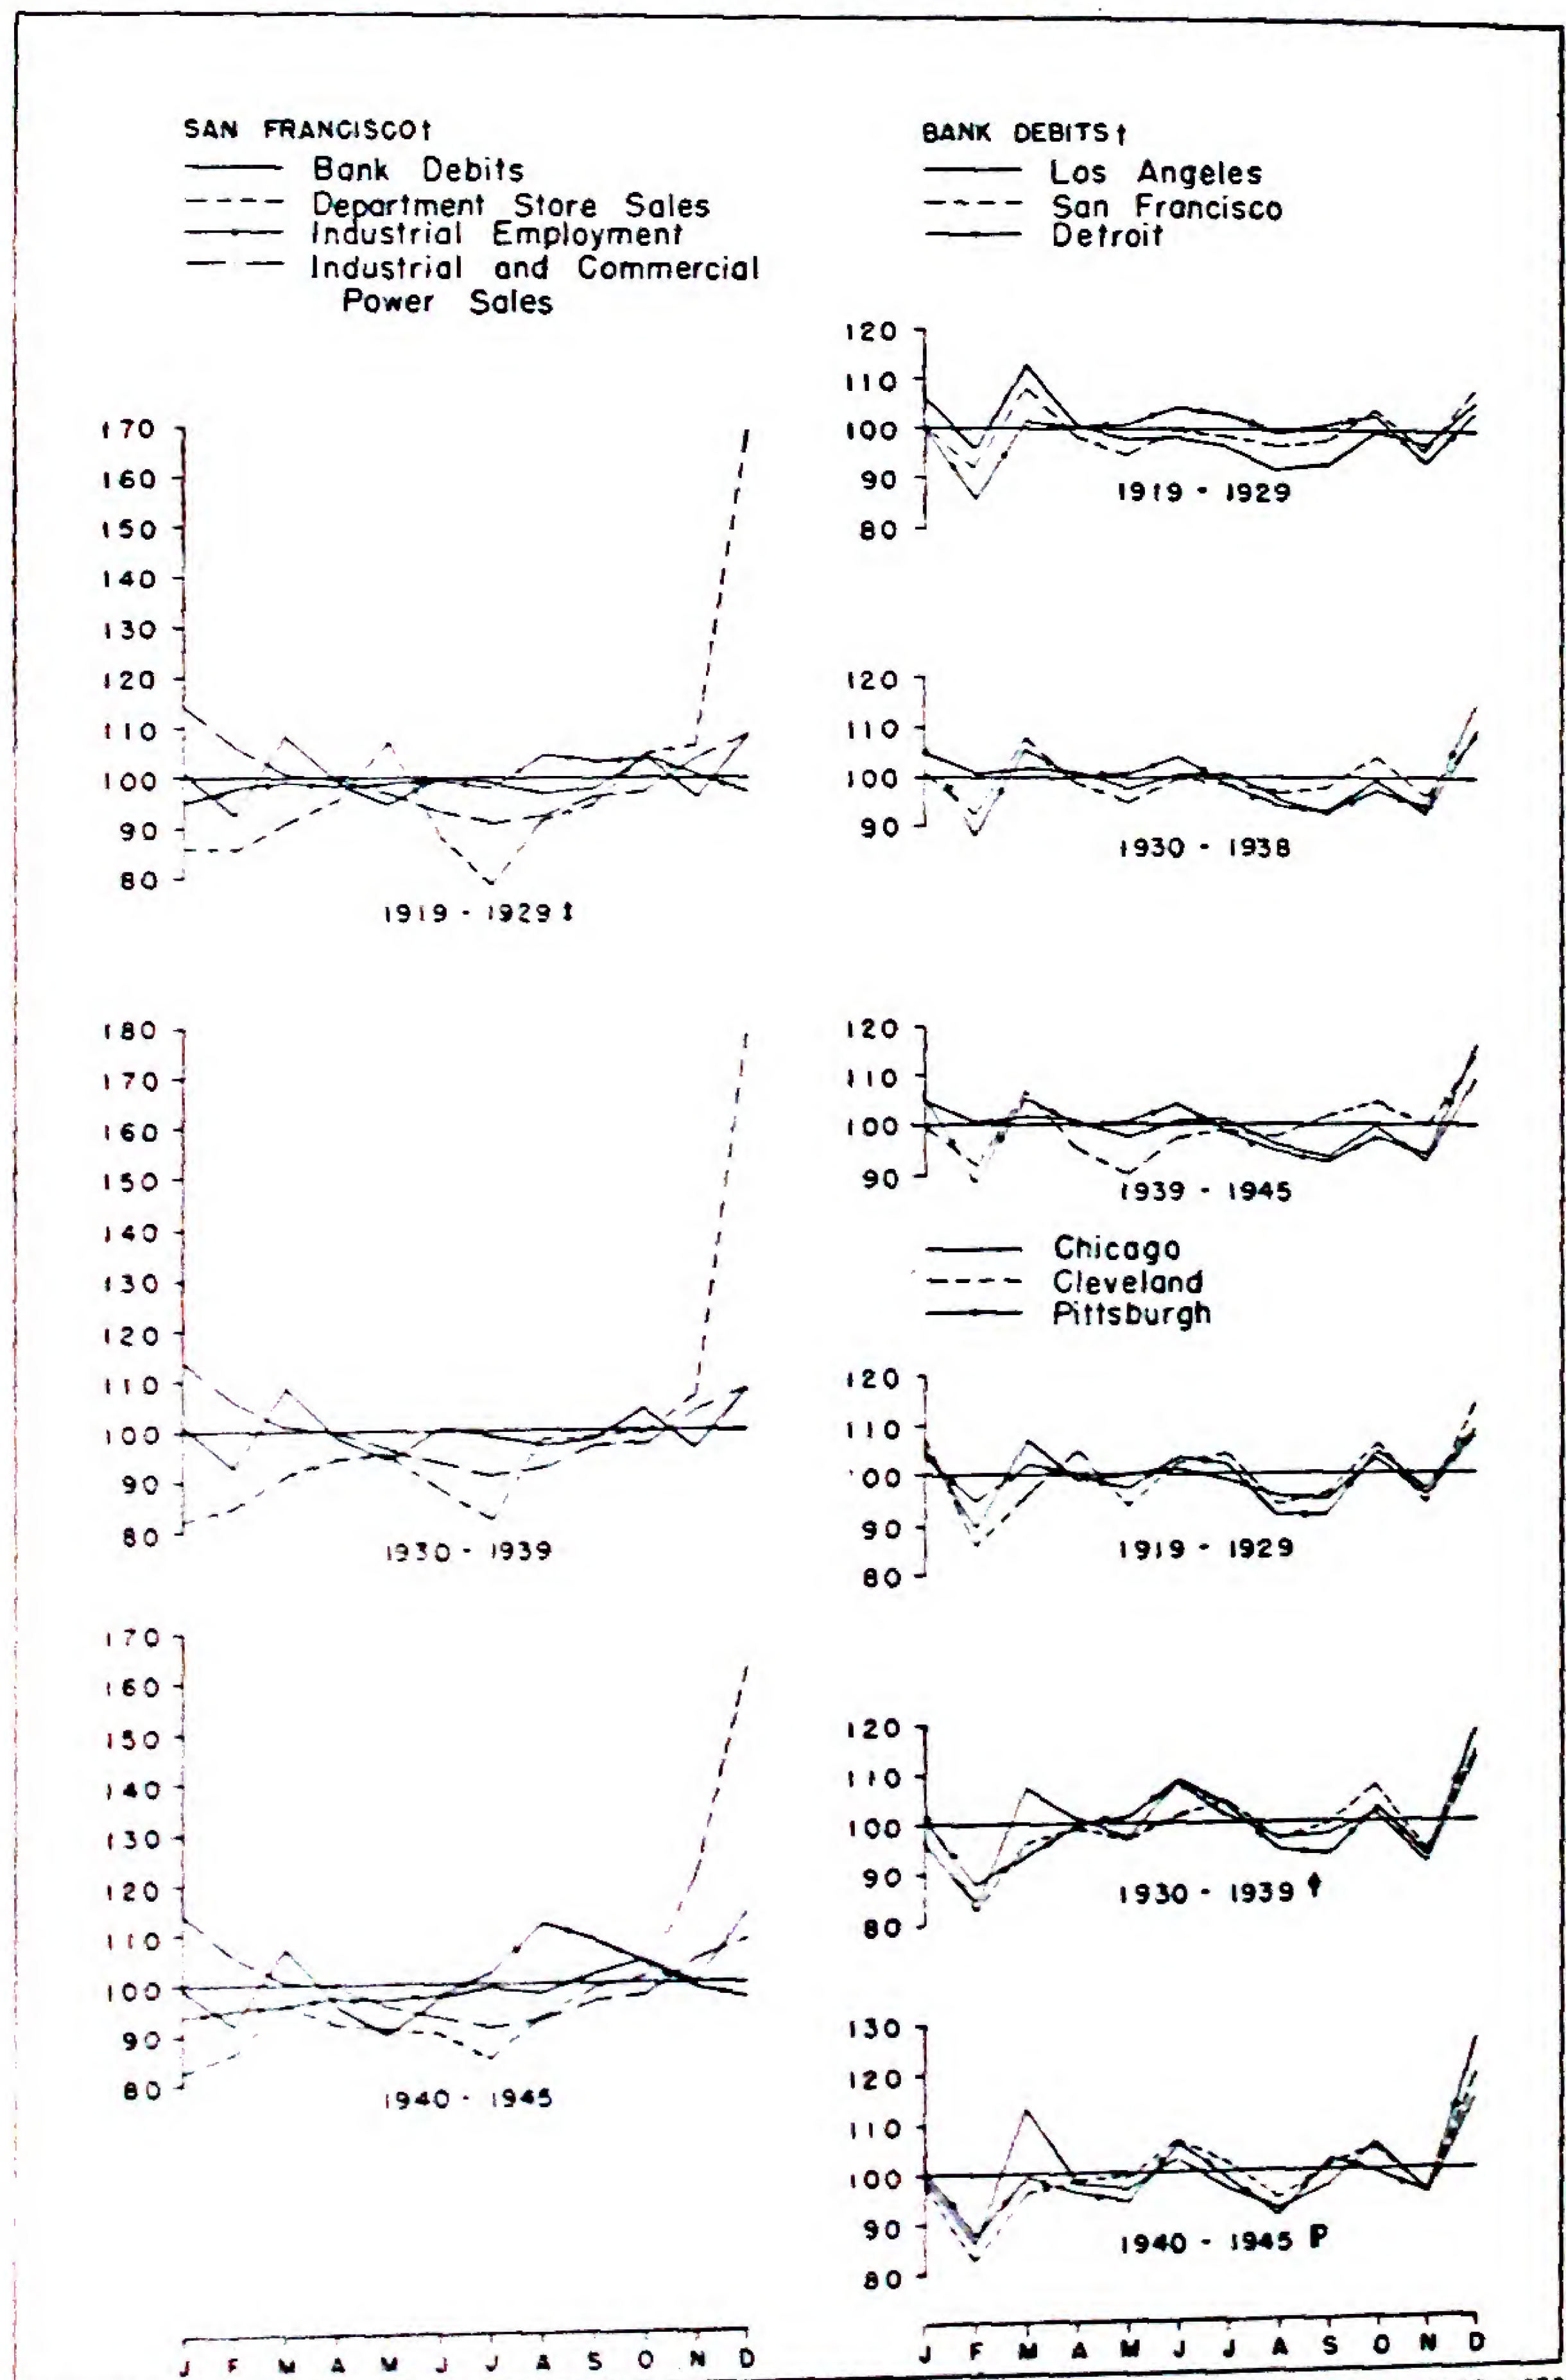 SAN FRANCISCO†
Bank Debits
Department Store Sales
Industrial Employment
Industrial and Commercial
Power Sales
170
160
150
140
130
120
110
100
90
80
1919 - 1929 ‡
180
170
160
150
140
130
120
110
100
90
80
1930 - 1939
170
160
150
140
130
120
110
100
90
80
1940 - 1945
J F M A M J J A S O N D
BANK DEBITS†
Los Angeles
San Francisco
Detroit
120
110
100
90
80
1919 - 1929
120
110
100
90
1930 - 1938
120
110
100
90
1939 - 1945
Chicago
Cleveland
Pittsburgh
120
110
100
90
80
1919 - 1929
120
110
100
90
80
1930 - 1939 †
130
120
110
100
90
80
1940 - 1945 P
J F M A M J J A S O N D